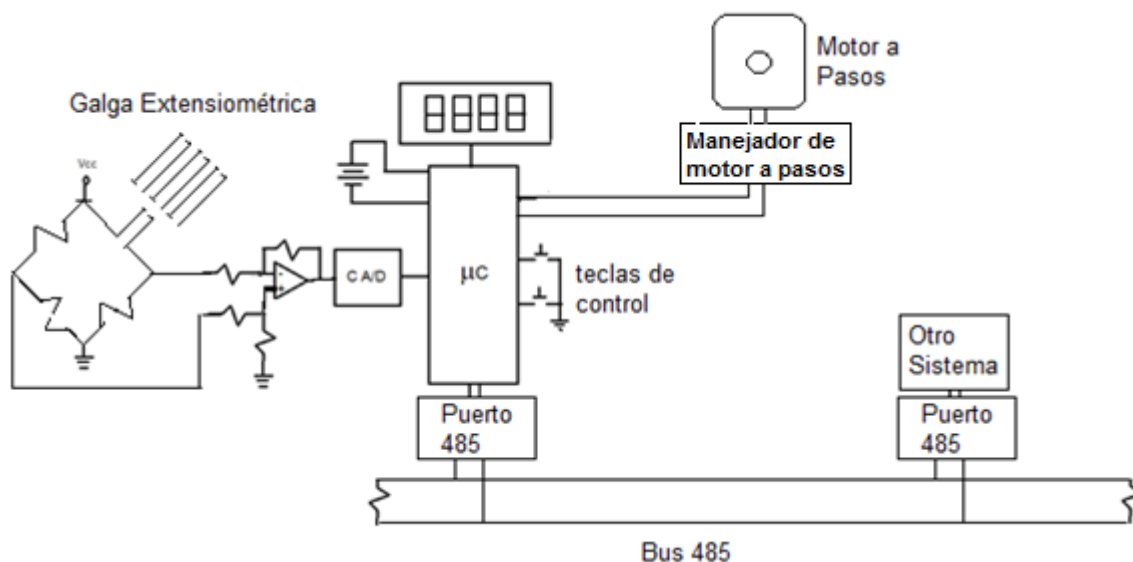 Motor a
Pasos
Galga Extensiométrica
Manejador de
motor a pasos
Vcc
µC
C A/D
teclas de
control
Otro
Sistema
Puerto
485
Puerto
485
Bus 485